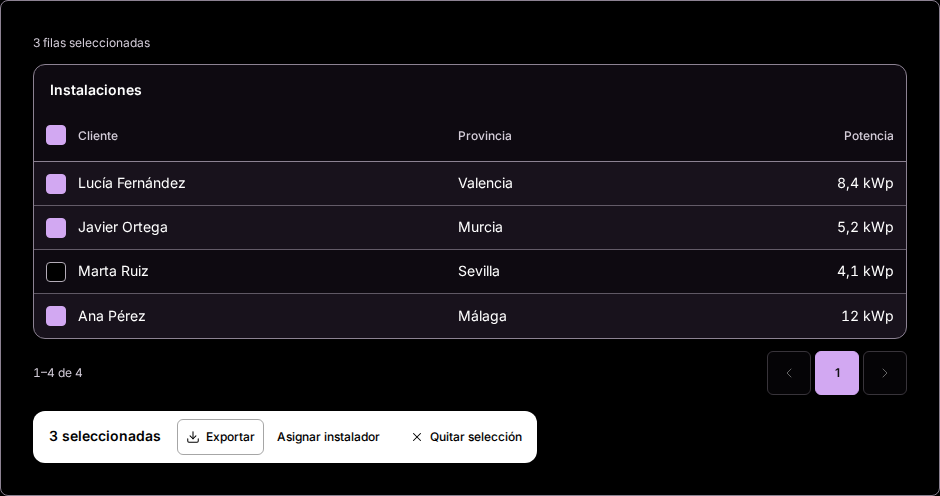 3 filas seleccionadas
Instalaciones
Cliente Provincia Potencia
Lucía Fernández Valencia 8,4 kWp
Javier Ortega Murcia 5,2 kWp
Marta Ruiz Sevilla 4,1 kWp
Ana Pérez Málaga 12 kWp
1–4 de 4 1
3 seleccionadas Exportar Asignar instalador Quitar selección